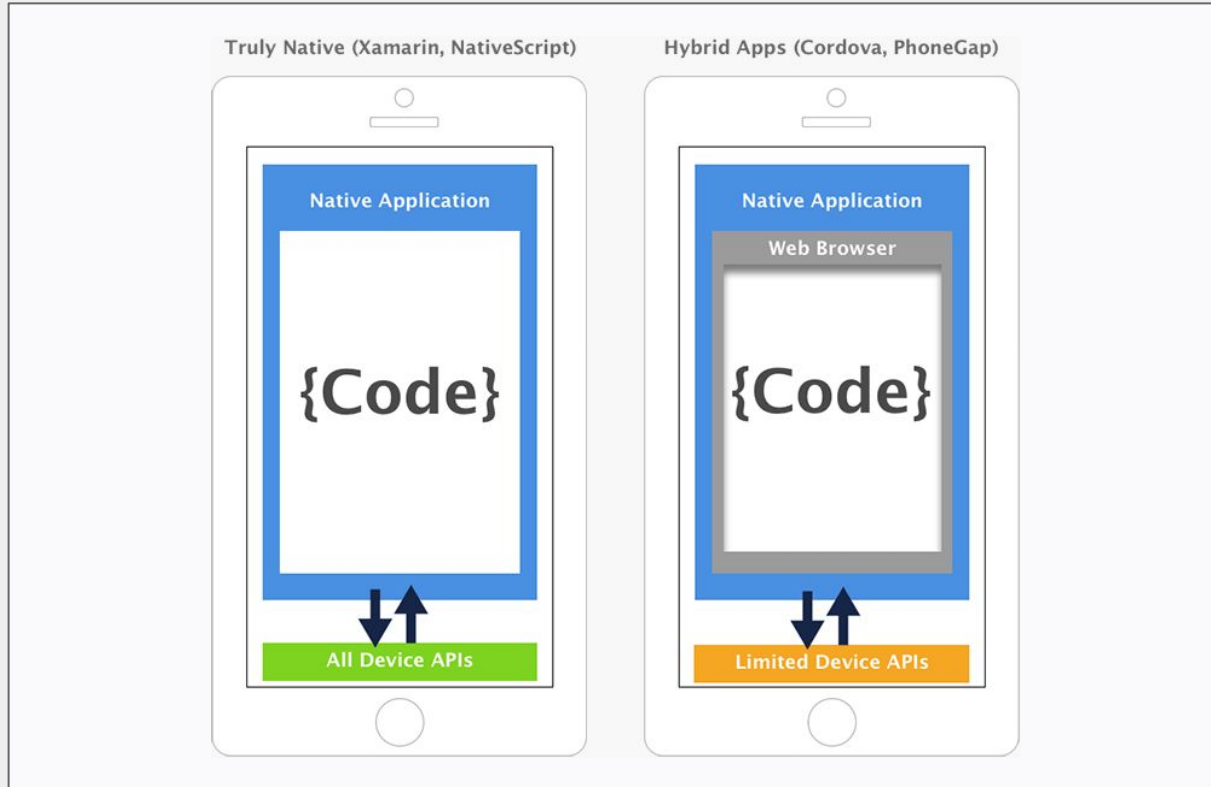 Truly Native (Xamarin, NativeScript)
Native Application
{Code}
All Device APIs
Hybrid Apps (Cordova, PhoneGap)
Native Application
Web Browser
{Code}
Limited Device APIs